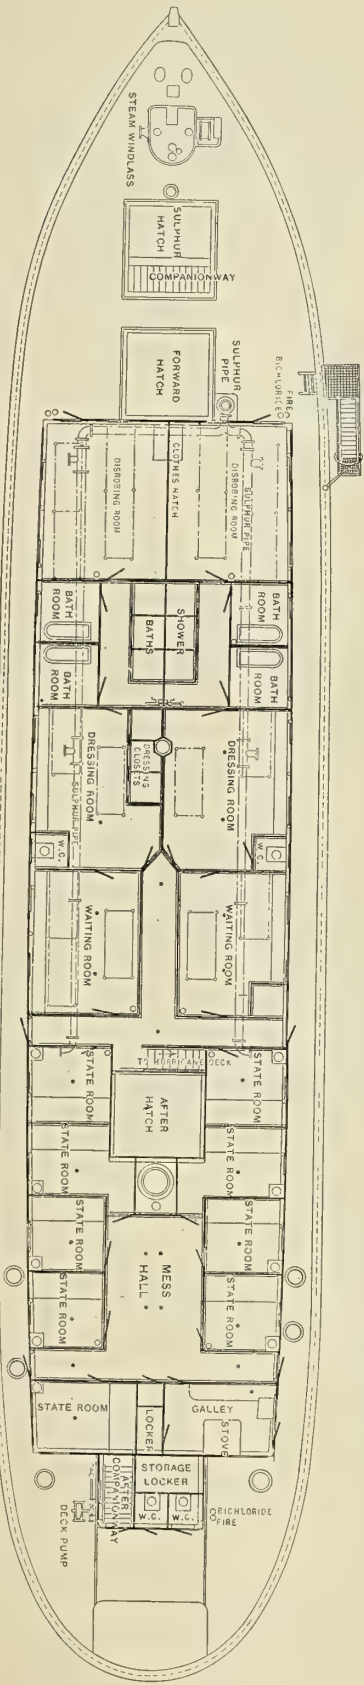 STEAM WINDLASS
SULPHUR
HATCH
COMPANIONWAY
FORWARD
HATCH
SULPHUR
PIPE
FIRE
BICHLORIDE
DISROBING ROOM
CLOTHES HATCH
DISROBING ROOM
SULPHUR PIPE
BATH
ROOM
BATH
ROOM
SHOWER
BATHS
BATH
ROOM
BATH
ROOM
DRESSING ROOM
DRESSING
CLOSETS
DRESSING ROOM
SULPHUR PIPE
W.C.
W.C.
WAITING ROOM
WAITING ROOM
STATE ROOM
TO HURRICANE DECK
STATE ROOM
AFTER
HATCH
STATE ROOM
STATE ROOM
STATE ROOM
STATE ROOM
MESS
HALL
STATE ROOM
STATE ROOM
STATE ROOM
LOCKER
GALLEY
STOVE
STORAGE
LOCKER
AFTER
COMPANIONWAY
W.C.
W.C.
BICHLORIDE
FIRE
DECK PUMP